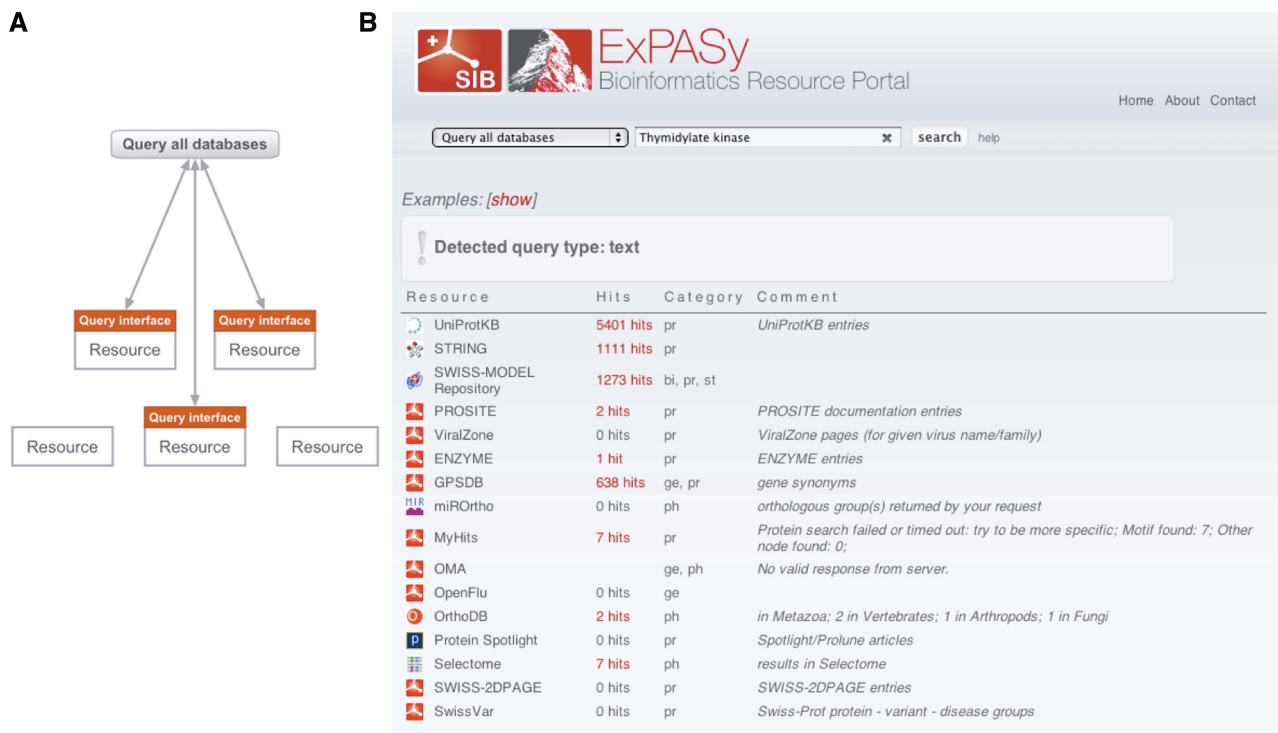 A
Query all databases
Query interface
Resource
Query interface
Resource
Query interface
Resource
Resource
Resource
B
SIB
ExPASy
Bioinformatics Resource Portal
Home About Contact
Query all databases Thymidylate kinase search help
Examples: [show]
Detected query type: text
Resource Hits Category Comment
UniProtKB 5401 hits pr UniProtKB entries
STRING 1111 hits pr
SWISS-MODEL
Repository 1273 hits bi, pr, st
PROSITE 2 hits pr PROSITE documentation entries
ViralZone 0 hits pr ViralZone pages (for given virus name/family)
ENZYME 1 hit pr ENZYME entries
GPSDB 638 hits ge, pr gene synonyms
MIR miROrtho 0 hits ph orthologous group(s) returned by your request
MyHits 7 hits pr Protein search failed or timed out: try to be more specific; Motif found: 7; Other
node found: 0;
OMA ge, ph No valid response from server.
OpenFlu 0 hits ge
OrthoDB 2 hits ph in Metazoa; 2 in Vertebrates; 1 in Arthropods; 1 in Fungi
P Protein Spotlight 0 hits pr Spotlight/Prolune articles
Selectome 7 hits ph results in Selectome
SWISS-2DPAGE 0 hits pr SWISS-2DPAGE entries
SwissVar 0 hits pr Swiss-Prot protein - variant - disease groups